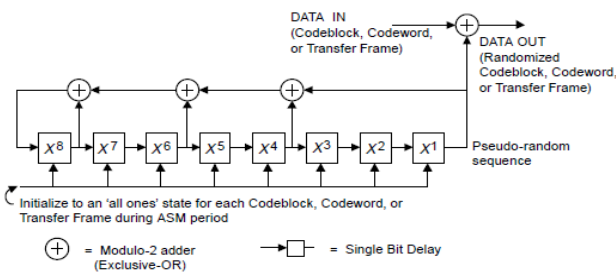 DATA IN
(Codeblock, Codeword,
or Transfer Frame)
DATA OUT
(Randomized
Codeblock, Codeword,
or Transfer Frame)
X8 X7 X6 X5 X4 X3 X2 X1
Pseudo-random
sequence
Initialize to an 'all ones' state for each Codeblock, Codeword, or
Transfer Frame during ASM period
= Modulo-2 adder
(Exclusive-OR)
= Single Bit Delay